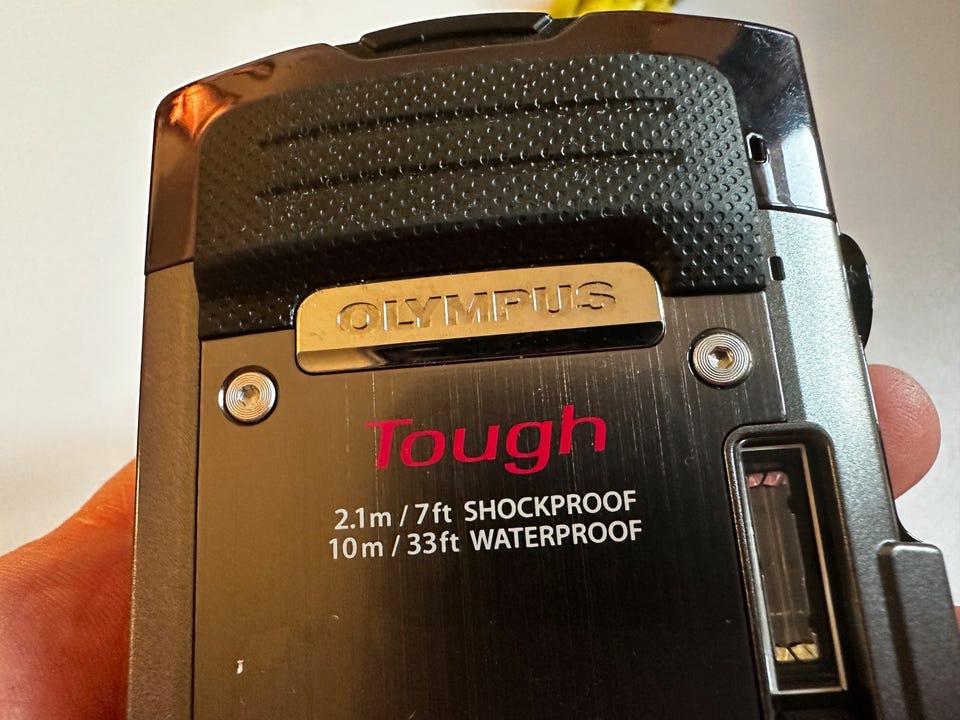 OLYMPUS
Tough
2.1m / 7ft SHOCKPROOF
10m / 33ft WATERPROOF